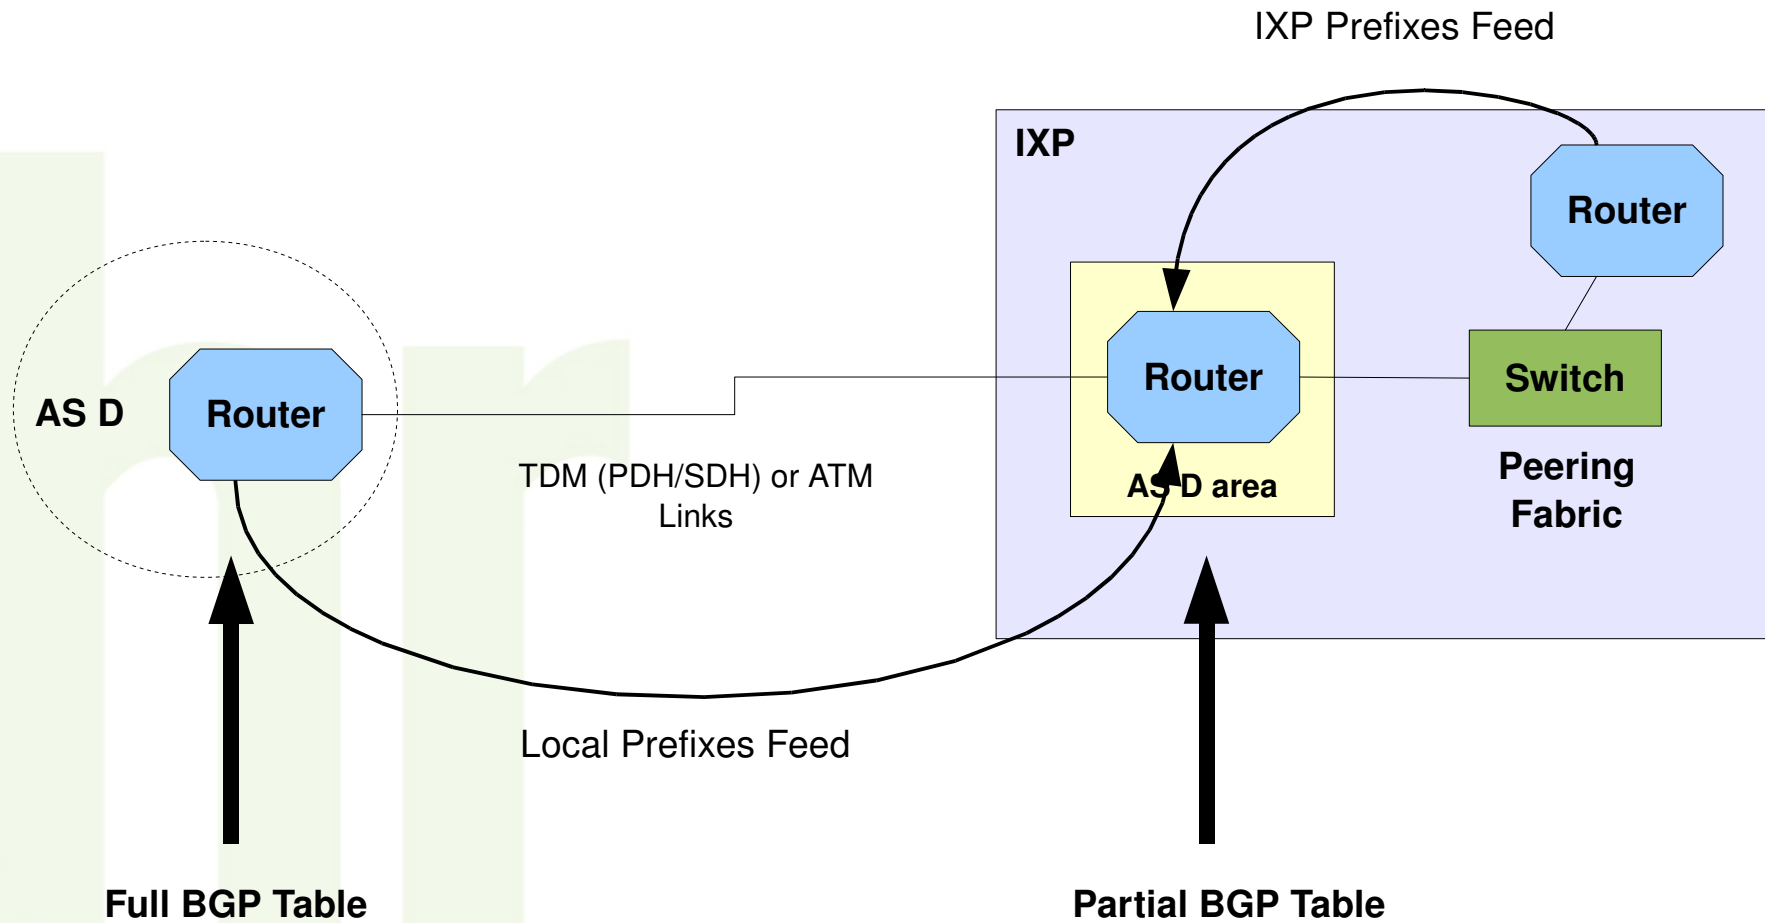 IXP Prefixes Feed
IXP
Router
Router
AS D
Router
Switch
TDM (PDH/SDH) or ATM
Links
AS D area
Peering
Fabric
Local Prefixes Feed
Full BGP Table
Partial BGP Table